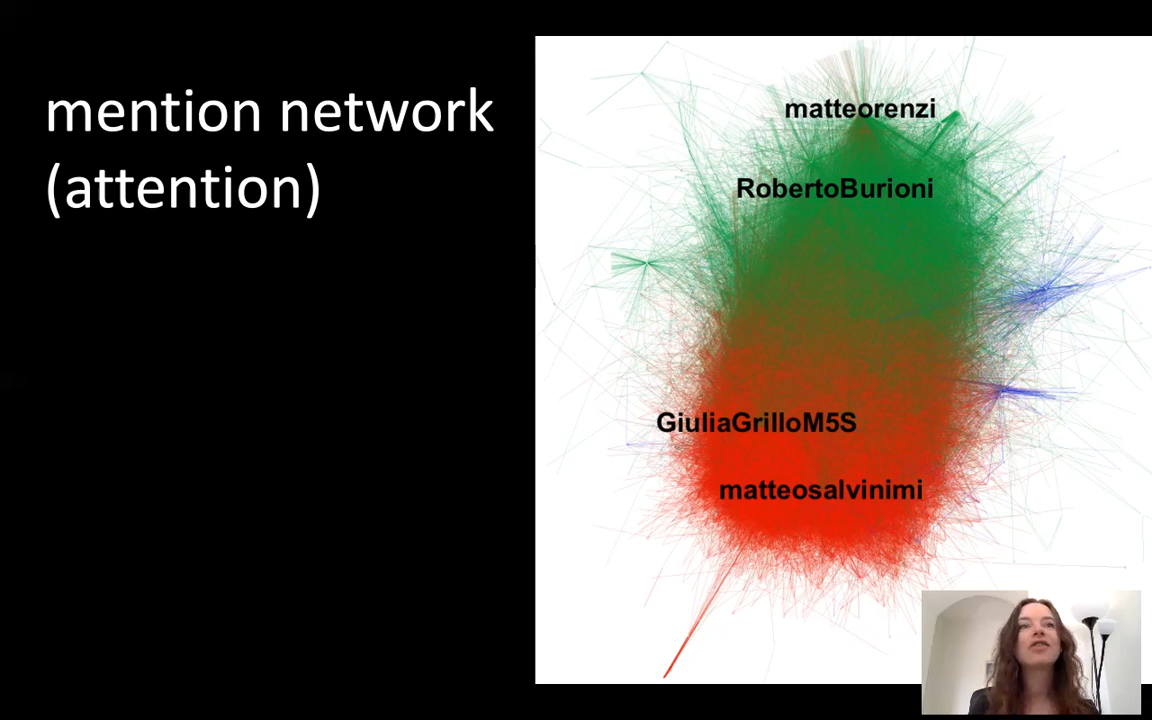 mention network
(attention)
matteorenzi
RobertoBurioni
GiuliaGrilloM5S
matteosalvinimi